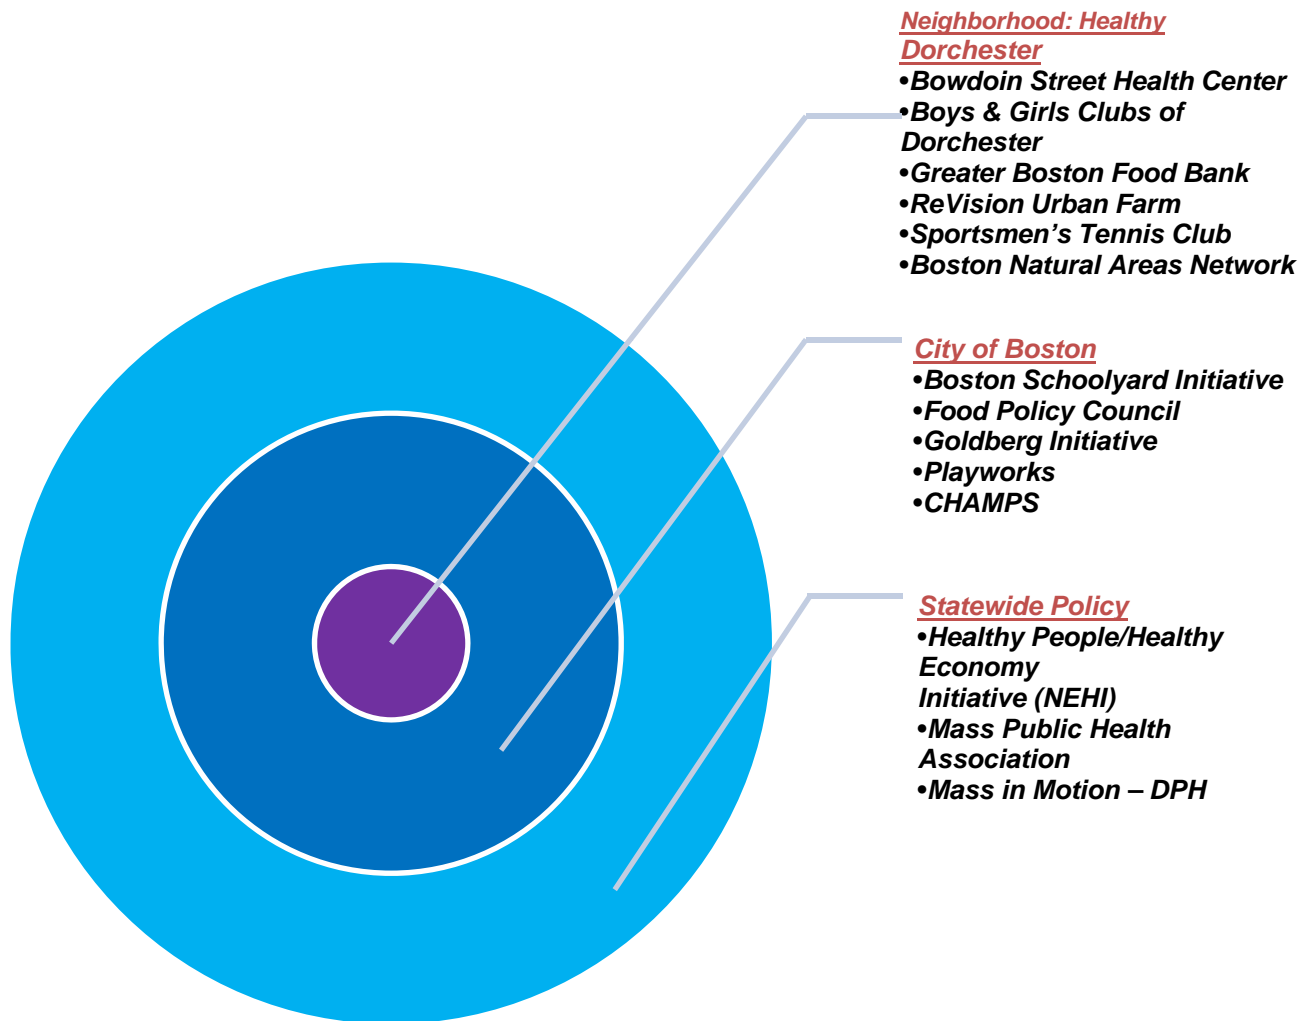 Neighborhood: Healthy
Dorchester
•Bowdoin Street Health Center
•Boys & Girls Clubs of
Dorchester
•Greater Boston Food Bank
•ReVision Urban Farm
•Sportsmen’s Tennis Club
•Boston Natural Areas Network
City of Boston
•Boston Schoolyard Initiative
•Food Policy Council
•Goldberg Initiative
•Playworks
•CHAMPS
Statewide Policy
•Healthy People/Healthy
Economy
Initiative (NEHI)
•Mass Public Health
Association
•Mass in Motion – DPH